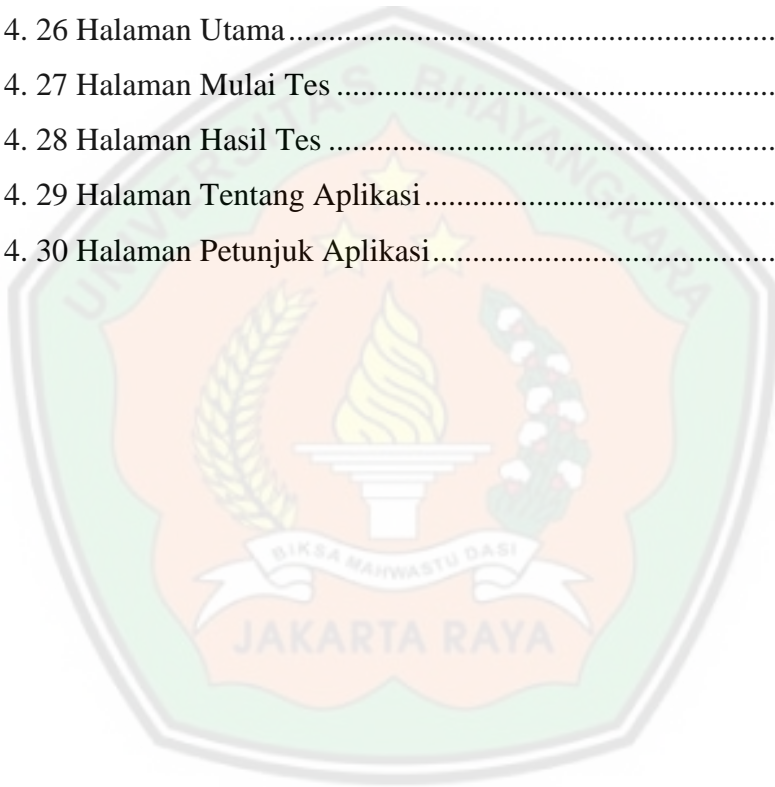 4. 26 Halaman Utama............................................................
4. 27 Halaman Mulai Tes......................................................
4. 28 Halaman Hasil Tes.......................................................
4. 29 Halaman Tentang Aplikasi...........................................
4. 30 Halaman Petunjuk Aplikasi..........................................
UNIVERSITAS BHAYANGKARA
BIKSA MAHWASTU DASI
JAKARTA RAYA